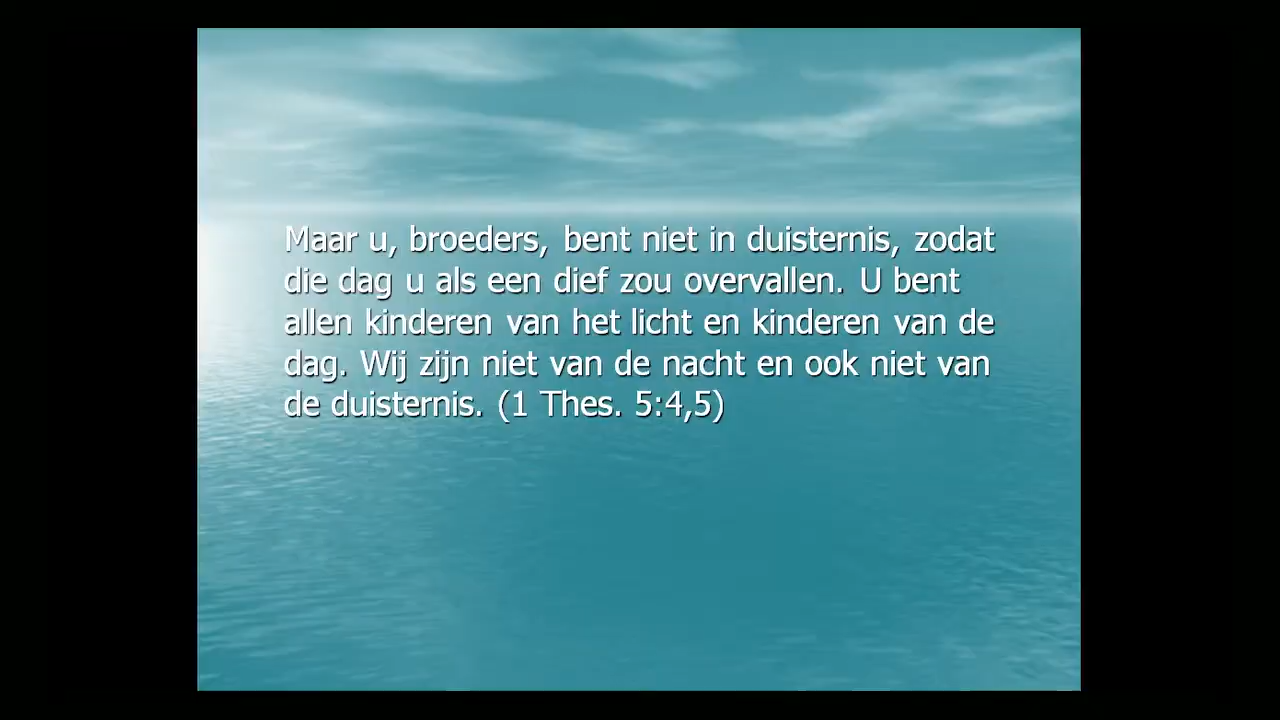 Maar u, broeders, bent niet in duisternis, zodat
die dag u als een dief zou overvallen. U bent
allen kinderen van het licht en kinderen van de
dag. Wij zijn niet van de nacht en ook niet van
de duisternis. (1 Thes. 5:4,5)